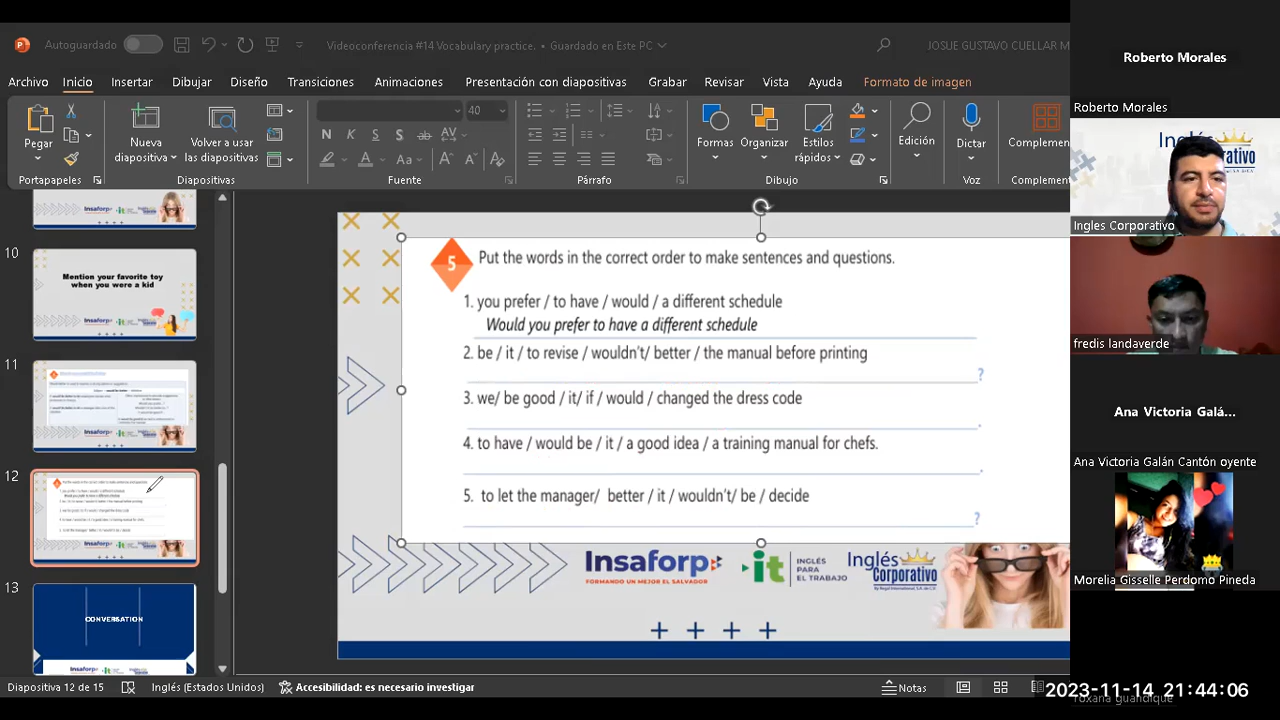 Autoguardado
Videoconferencia #14 Vocabulary practice. • Guardado en Este PC
JOSUE GUSTAVO CUELLAR M
Archivo Inicio Insertar Dibujar Diseño Transiciones Animaciones Presentación con diapositivas Grabar Revisar Vista Ayuda Formato de imagen
40
Pegar
Nueva diapositiva
Volver a usar las diapositivas
N K S S ab AV
A Aa A A A
Formas
Organizar
Estilos rápidos
Edición
Dictar
Complemen
Portapapeles Diapositivas Fuente Párrafo Dibujo Voz Complement
10
Mention your favorite toy
when you were a kid
11
12
13
CONVERSATION
5 Put the words in the correct order to make sentences and questions.
1. you prefer / to have / would / a different schedule
Would you prefer to have a different schedule
2. be / it / to revise / wouldn't/ better / the manual before printing
?
3. we/ be good / it/ if / would / changed the dress code
.
4. to have / would be / it / a good idea / a training manual for chefs.
.
5. to let the manager/ better / it / wouldn't/ be / decide
?
Insaforp
FORMANDO UN MEJOR EL SALVADOR
it
INGLÉS
PARA
EL TRABAJO
Inglés
Corporativo
Diapositiva 12 de 15 Inglés (Estados Unidos) Accesibilidad: es necesario investigar Notas
Roberto Morales
Roberto Morales
Ingles Corporativo
fredis landaverde
Ana Victoria Galá...
Ana Victoria Galán Cantón oyente
Morelia Gisselle Perdomo Pineda
roxana guandique
2023-11-14 21:44:06